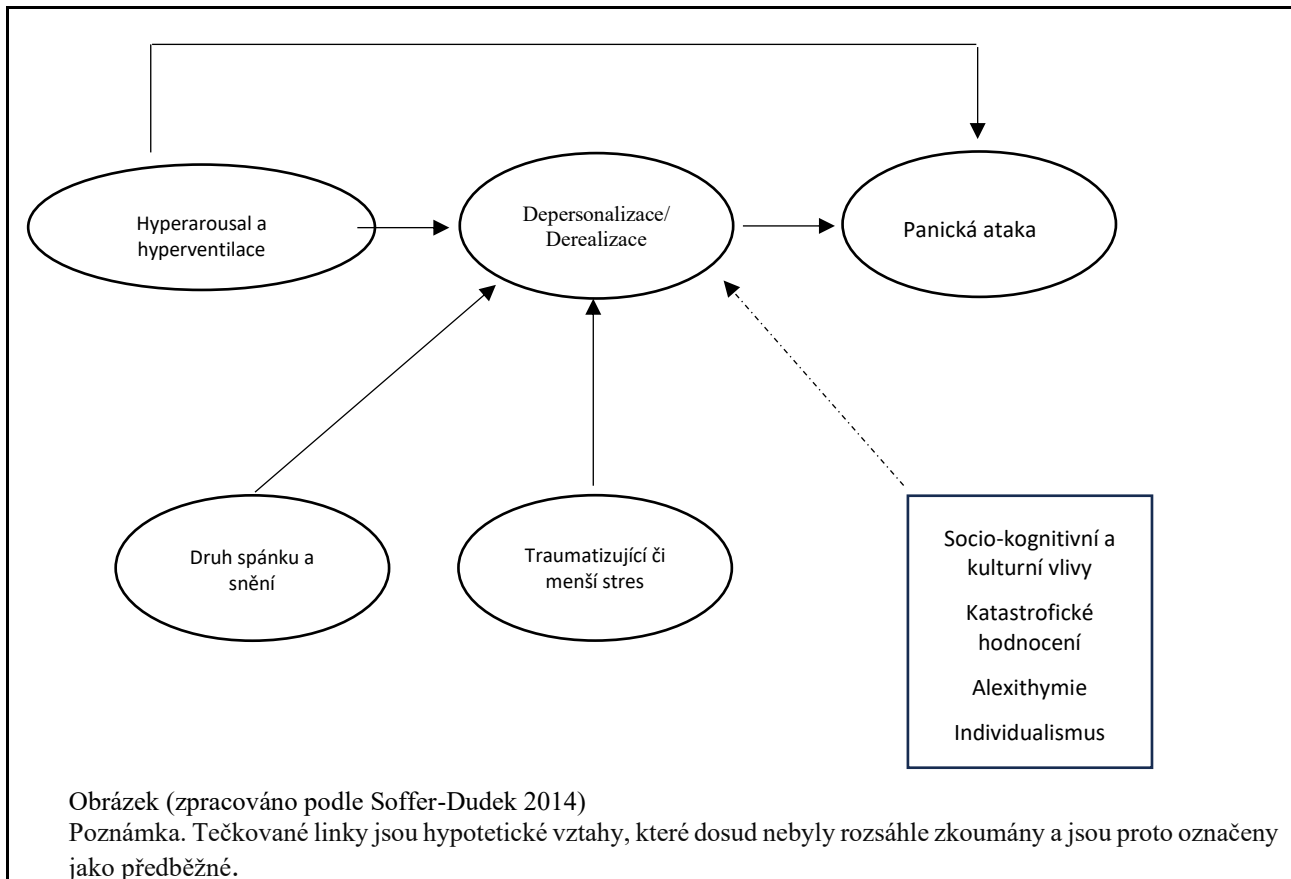 Hyperarousal a
hyperventilace
Depersonalizace/
Derealizace
Panická ataka
Druh spánku a
snění
Traumatizující či
menší stres
Socio-kognitivní a
kulturní vlivy
Katastrofické
hodnocení
Alexithymie
Individualismus
Obrázek (zpracováno podle Soffer-Dudek 2014)
Poznámka. Tečkované linky jsou hypotetické vztahy, které dosud nebyly rozsáhle zkoumány a jsou proto označeny
jako předběžné.